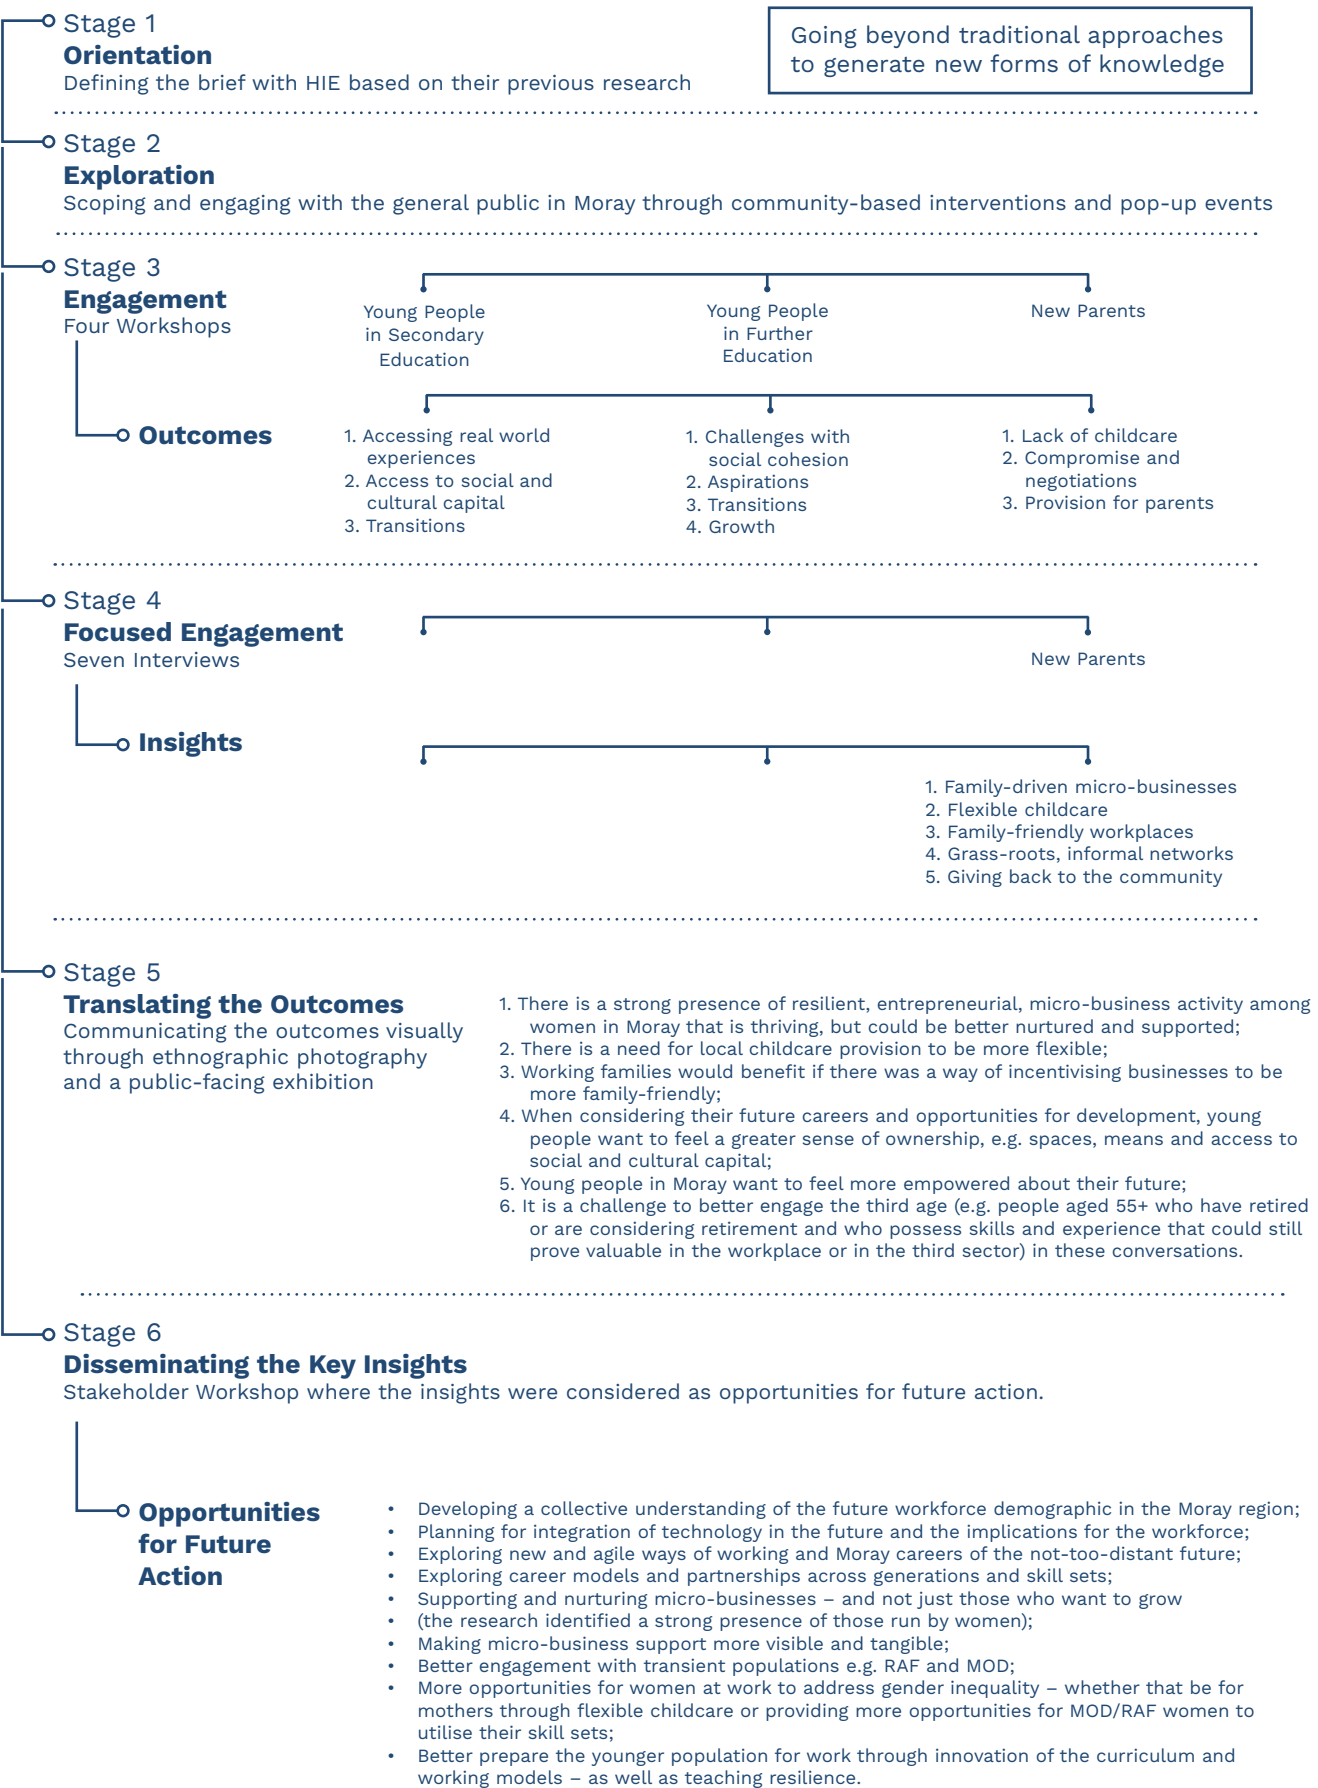 Stage 1
Orientation
Defining the brief with HIE based on their previous research
Going beyond traditional approaches
to generate new forms of knowledge
Stage 2
Exploration
Scoping and engaging with the general public in Moray through community-based interventions and pop-up events
Stage 3
Engagement
Four Workshops
Young People
in Secondary
Education
Young People
in Further
Education
New Parents
Outcomes
1. Accessing real world
experiences
2. Access to social and
cultural capital
3. Transitions
1. Challenges with
social cohesion
2. Aspirations
3. Transitions
4. Growth
1. Lack of childcare
2. Compromise and
negotiations
3. Provision for parents
Stage 4
Focused Engagement
Seven Interviews
New Parents
Insights
1. Family-driven micro-businesses
2. Flexible childcare
3. Family-friendly workplaces
4. Grass-roots, informal networks
5. Giving back to the community
Stage 5
Translating the Outcomes
Communicating the outcomes visually
through ethnographic photography
and a public-facing exhibition
1. There is a strong presence of resilient, entrepreneurial, micro-business activity among
women in Moray that is thriving, but could be better nurtured and supported;
2. There is a need for local childcare provision to be more flexible;
3. Working families would benefit if there was a way of incentivising businesses to be
more family-friendly;
4. When considering their future careers and opportunities for development, young
people want to feel a greater sense of ownership, e.g. spaces, means and access to
social and cultural capital;
5. Young people in Moray want to feel more empowered about their future;
6. It is a challenge to better engage the third age (e.g. people aged 55+ who have retired
or are considering retirement and who possess skills and experience that could still
prove valuable in the workplace or in the third sector) in these conversations.
Stage 6
Disseminating the Key Insights
Stakeholder Workshop where the insights were considered as opportunities for future action.
Opportunities
for Future
Action
• Developing a collective understanding of the future workforce demographic in the Moray region;
• Planning for integration of technology in the future and the implications for the workforce;
• Exploring new and agile ways of working and Moray careers of the not-too-distant future;
• Exploring career models and partnerships across generations and skill sets;
• Supporting and nurturing micro-businesses – and not just those who want to grow
• (the research identified a strong presence of those run by women);
• Making micro-business support more visible and tangible;
• Better engagement with transient populations e.g. RAF and MOD;
• More opportunities for women at work to address gender inequality – whether that be for
mothers through flexible childcare or providing more opportunities for MOD/RAF women to
utilise their skill sets;
• Better prepare the younger population for work through innovation of the curriculum and
working models – as well as teaching resilience.